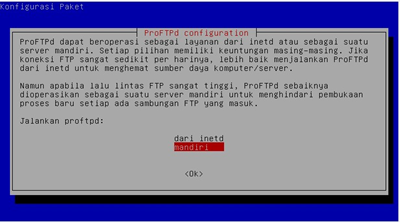 Konfigurasi Paket
ProFTPd configuration
ProFTPd dapat beroperasi sebagai layanan dari inetd atau sebagai suatu
server mandiri. Setiap pilihan memiliki keuntungan masing-masing. Jika
koneksi FTP sangat sedikit per harinya, lebih baik menjalankan ProFTPd
dari inetd untuk menghemat sumber daya komputer/server.
Namun apabila lalu lintas FTP sangat tinggi, ProFTPd sebaiknya
dioperasikan sebagai suatu server mandiri untuk menghindari pembukaan
proses baru setiap ada sambungan FTP yang masuk.
Jalankan proftpd:
dari inetd
mandiri
<Ok>